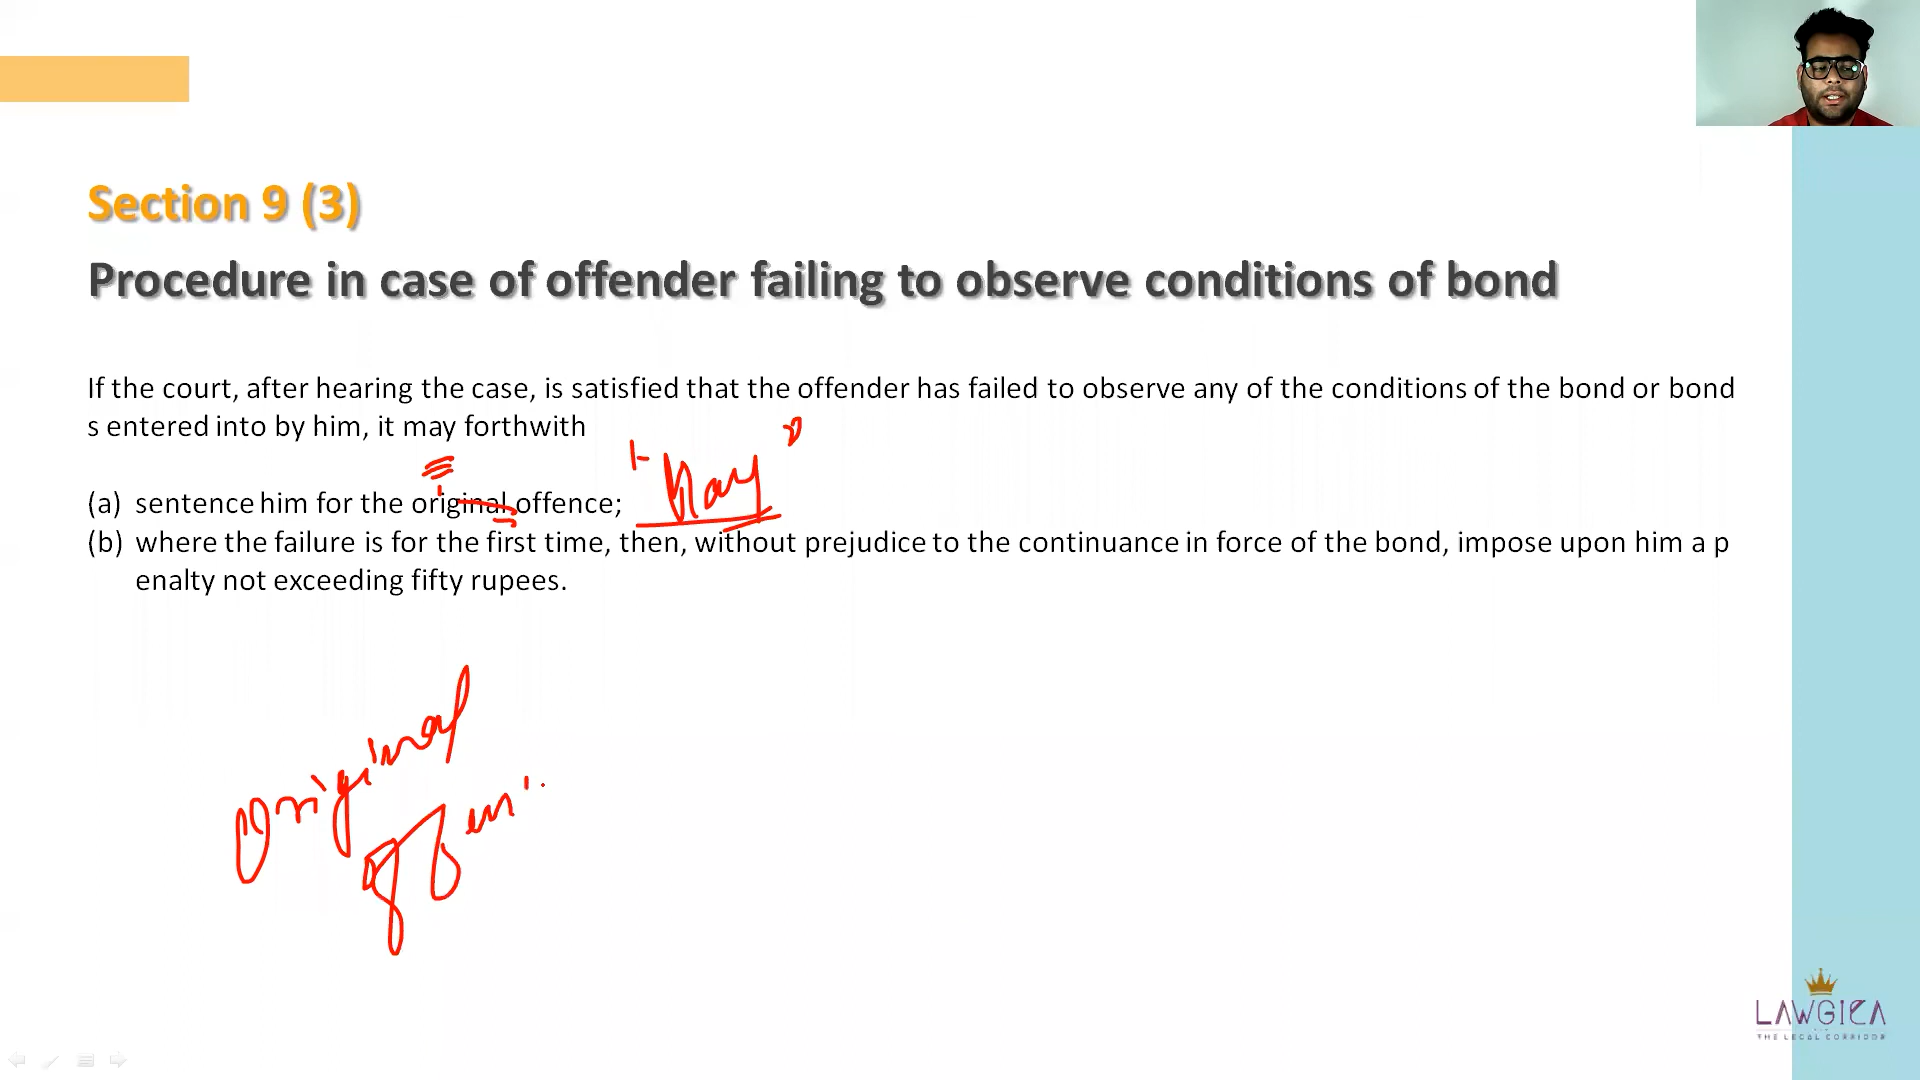 Section 9 (3)
Procedure in case of offender failing to observe conditions of bond
If the court, after hearing the case, is satisfied that the offender has failed to observe any of the conditions of the bond or bond
s entered into by him, it may forthwith
(a) sentence him for the original offence;
May
(b) where the failure is for the first time, then, without prejudice to the continuance in force of the bond, impose upon him a p
enalty not exceeding fifty rupees.
Original
LAWGICA
THE LEGAL CORRIDOR